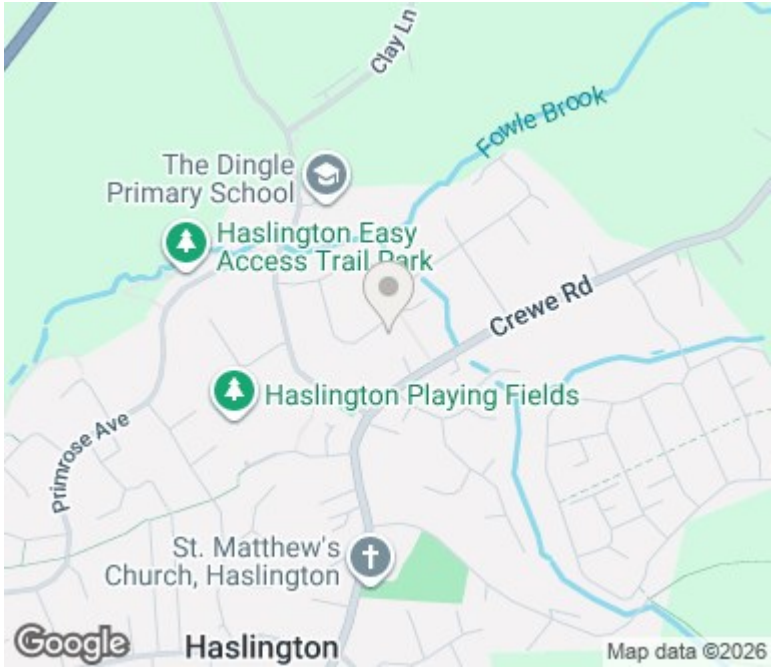 Clay Ln
Fowle Brook
The Dingle
Primary School
Haslington Easy
Access Trail Park
Crewe Rd
Haslington Playing Fields
Primrose Ave
St. Matthew's
Church, Haslington
Haslington
Google
Map data ©2026